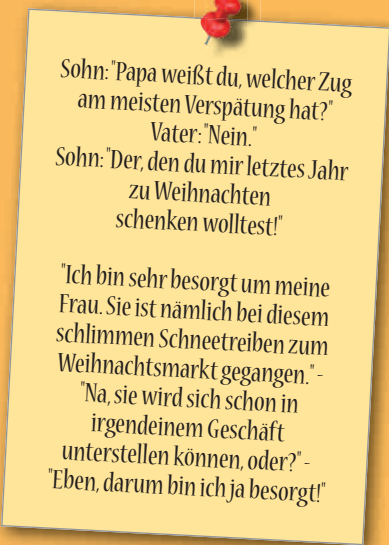 Sohn: "Papa weißt du, welcher Zug
am meisten Verspätung hat?"
Vater: "Nein."
Sohn: "Der, den du mir letztes Jahr
zu Weihnachten
schenken wolltest!"

"Ich bin sehr besorgt um meine
Frau. Sie ist nämlich bei diesem
schlimmen Schneetreiben zum
Weihnachtsmarkt gegangen." -
"Na, sie wird sich schon in
irgendeinem Geschäft
unterstellen können, oder?" -
"Eben, darum bin ich ja besorgt!"